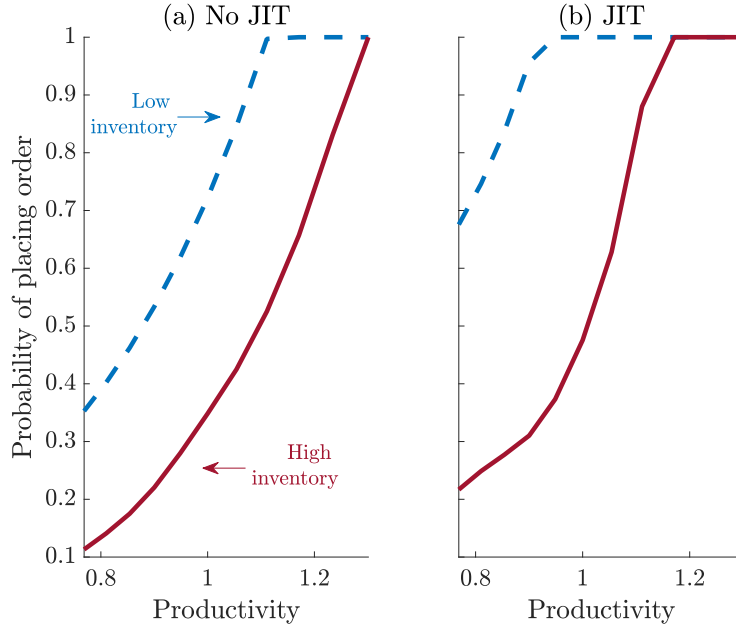 (a) No JIT
(b) JIT
Probability of placing order
1
0.9
0.8
0.7
0.6
0.5
0.4
0.3
0.2
0.1
Low
inventory
High
inventory
0.8
1
1.2
Productivity
0.8
1
1.2
Productivity